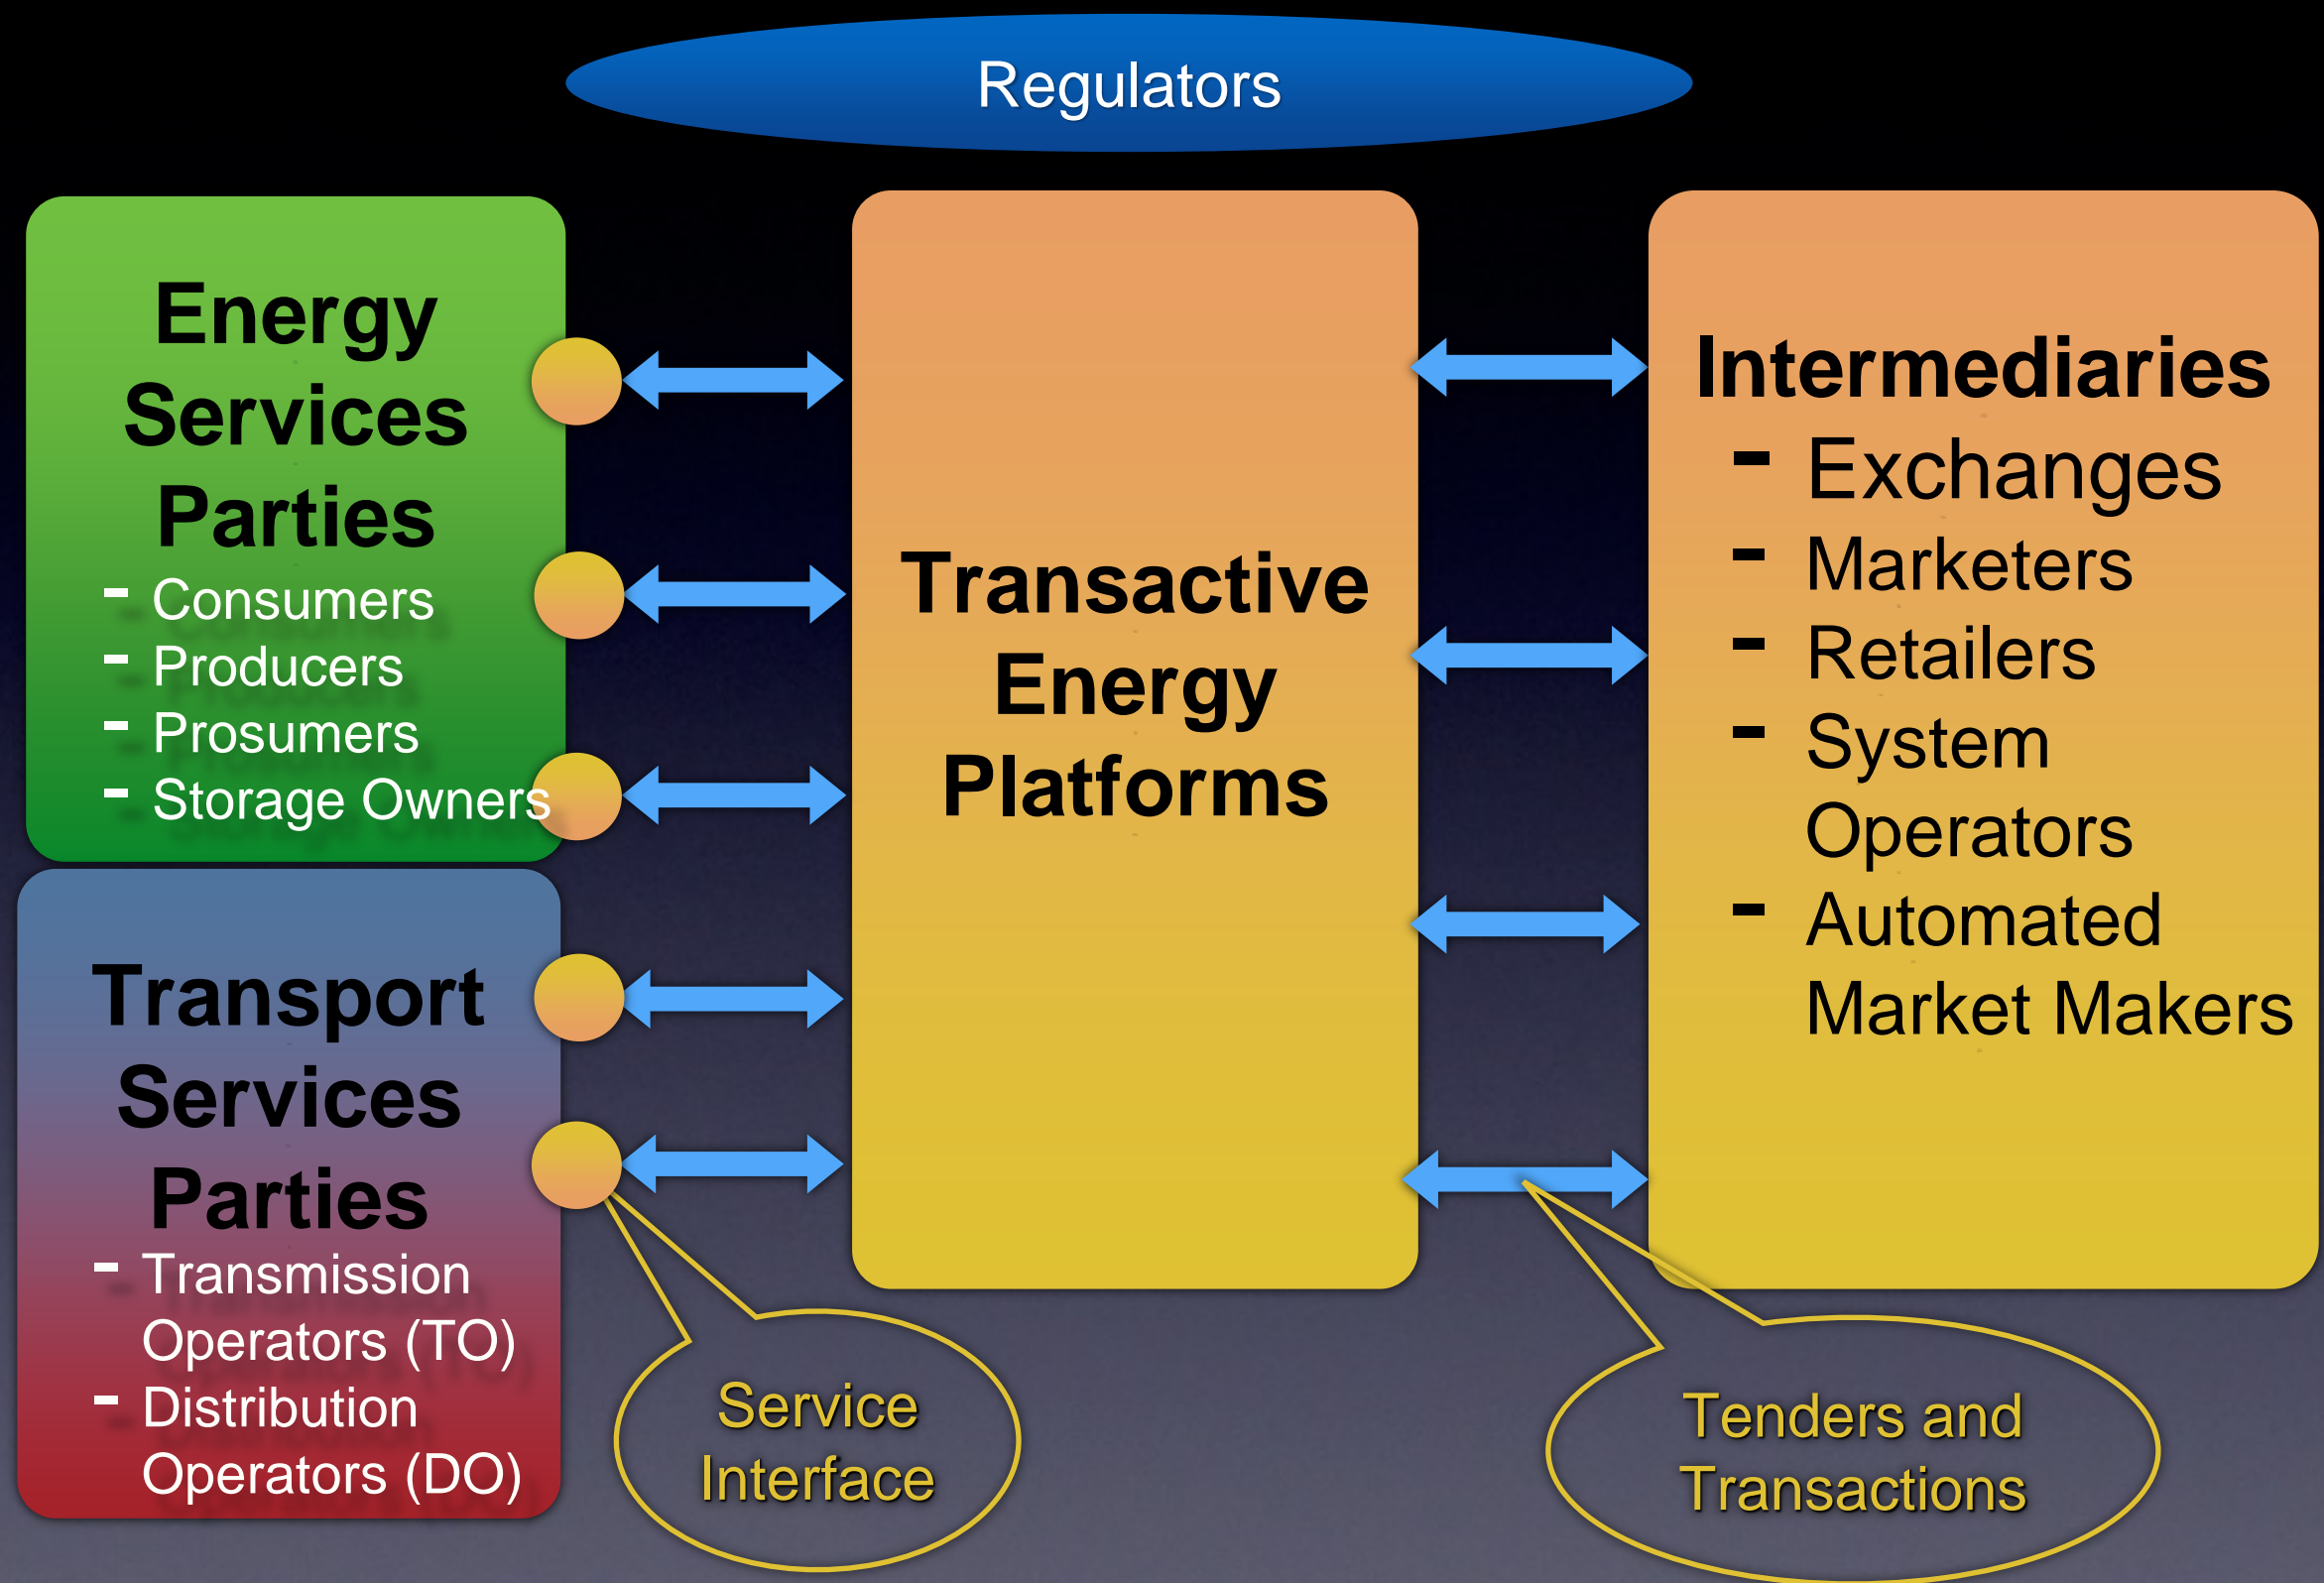 Regulators
Energy
Services
Parties
- Consumers
- Producers
- Prosumers
- Storage Owners
Transport
Services
Parties
- Transmission
Operators (TO)
- Distribution
Operators (DO)
Transactive
Energy
Platforms
Intermediaries
- Exchanges
- Marketers
- Retailers
- System
Operators
- Automated
Market Makers
Service
Interface
Tenders and
Transactions